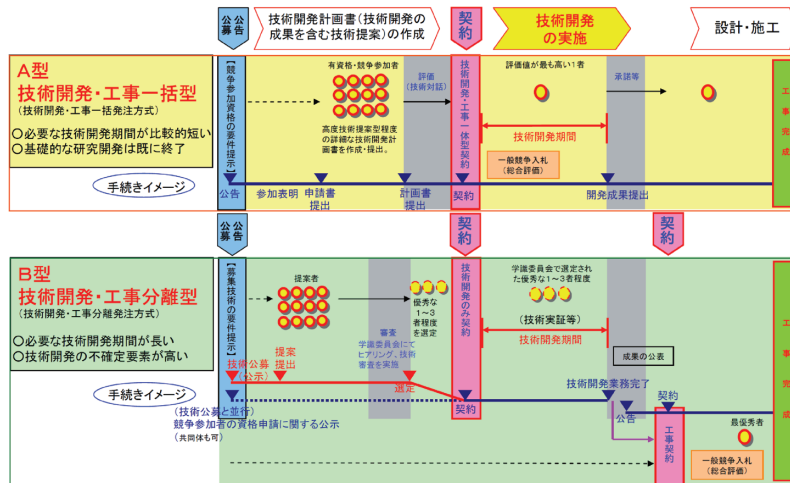 公募
公告
技術開発計画書(技術開発の
成果を含む技術提案)の作成
契約
技術開発
の実施
設計・施工
A型
技術開発・工事一括型
(技術開発・工事一括発注方式)
○必要な技術開発期間が比較的短い
○基礎的な研究開発は既に終了
手続きイメージ
【競争参加資格の要件提示】
有資格・競争参加者
高度技術提案型程度
の詳細な技術開発計
画書を作成・提出。
評価
(技術対話)
技術開発・工事一体型契約
評価値が最も高い1者
承諾等
技術開発期間
一般競争入札
(総合評価)
工事完成
公告
参加表明
申請書
提出
計画書
提出
契約
開発成果提出
公募
公告
契約
契約
B型
技術開発・工事分離型
(技術開発・工事分離発注方式)
○必要な技術開発期間が長い
○技術開発の不確定要素が高い
手続きイメージ
【募集技術の要件提示】
提案者
優秀な
1～3
者程度
を選定
審査
学識委員会にて
ヒアリング、技術
審査を実施
技術開発のみ契約
学識委員会で選定され
た優秀な1～3者程度
(技術実証等)
技術開発期間
成果の公表
工事完成
技術公募
(公示)
提案
提出
選定
契約
技術開発業務完了
公告
契約
(技術公募と並行)
競争参加者の資格申請に関する公示
(共同体も可)
工事契約
最優秀者
一般競争入札
(総合評価)